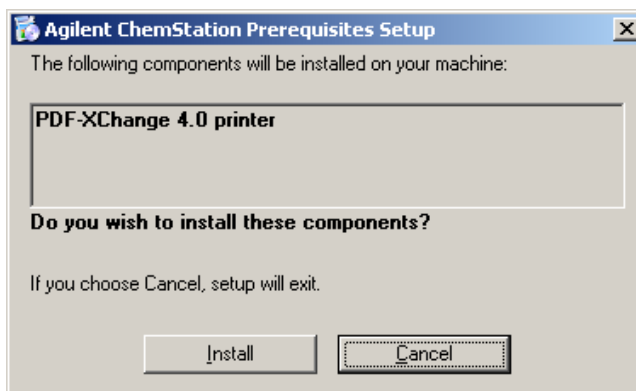 Agilent ChemStation Prerequisites Setup
The following components will be installed on your machine:
PDF-XChange 4.0 printer
Do you wish to install these components?
If you choose Cancel, setup will exit.
Install
Cancel